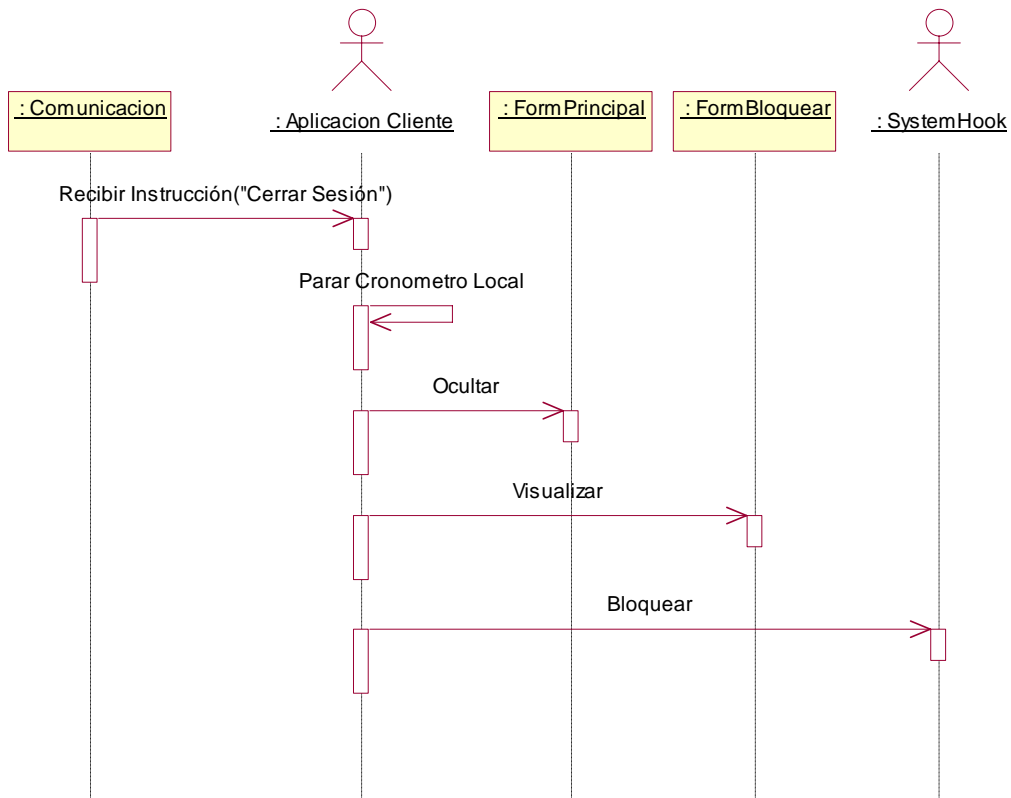 : Comunicacion
: Aplicacion Cliente
: FormPrincipal
: FormBloquear
: SystemHook
Recibir Instrucción("Cerrar Sesión")
Parar Cronometro Local
Ocultar
Visualizar
Bloquear